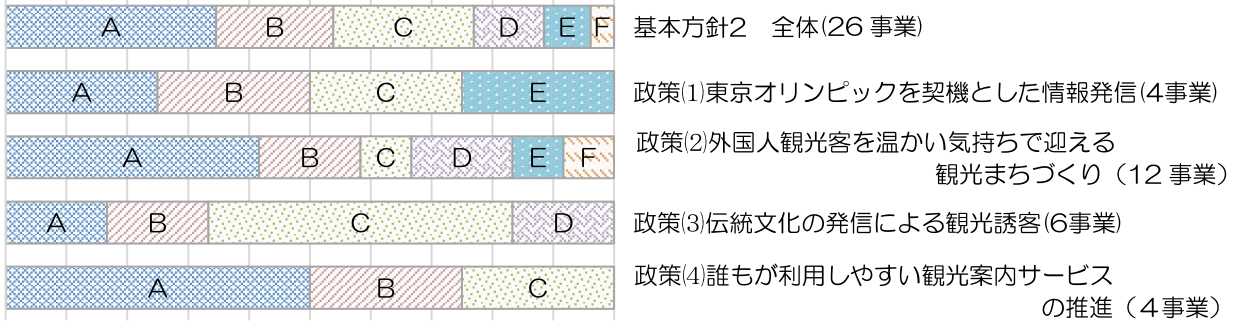 A B C D E F 基本方針2 全体(26事業)
A B C E 政策⑴東京オリンピックを契機とした情報発信(4事業)
A B C D E F 政策⑵外国人観光客を温かい気持ちで迎える
観光まちづくり（12事業）
A B C D 政策⑶伝統文化の発信による観光誘客(6事業)
A B C 政策⑷誰もが利用しやすい観光案内サービス
の推進（4事業）